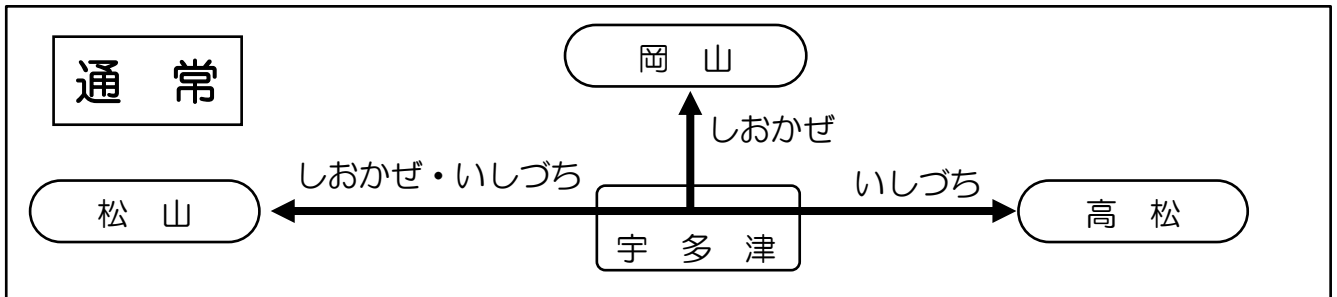 通 常
岡 山
しおかぜ
しおかぜ・いしづち
いしづち
松 山
高 松
宇 多 津